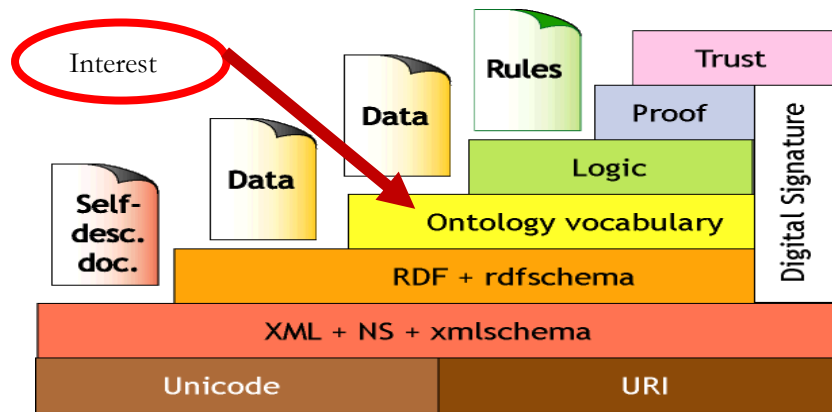 Interest
Self-
desc.
doc.
Data
Data
Rules
Trust
Proof
Logic
Ontology vocabulary
RDF + rdfschema
XML + NS + xmlschema
Unicode
URI
Digital Signature